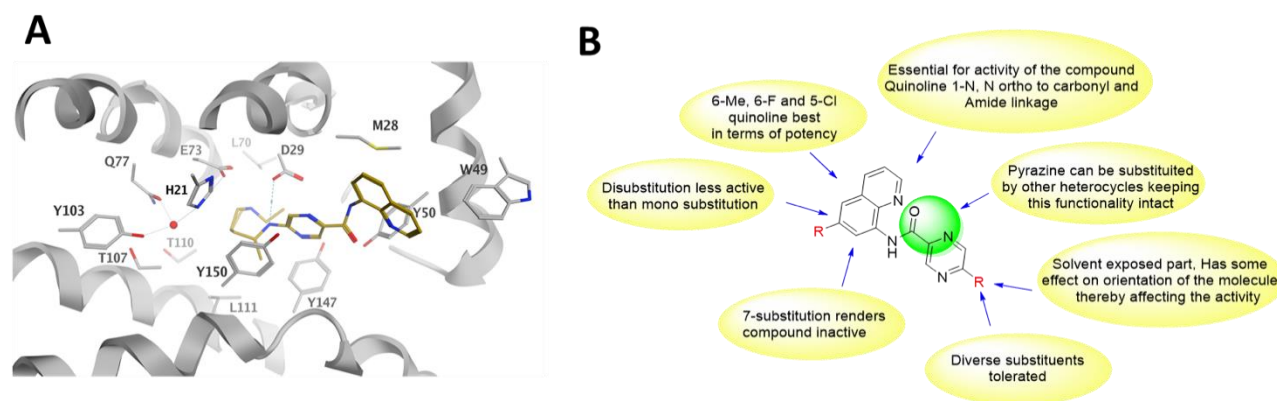 A
M28
L70
E73
D29
Q77
W49
H21
Y103
Y50
T110
T107
Y150
L111
Y147
B
Essential for activity of the compound
Quinoline 1-N, N ortho to carbonyl and
Amide linkage
6-Me, 6-F and 5-Cl
quinoline best
in terms of potency
Pyrazine can be substituited
by other heterocycles keeping
this functionality intact
Disubstitution less active
than mono substitution
N
O
R
N
H
N
N
R
Solvent exposed part, Has some
effect on orientation of the molecule
thereby affecting the activity
7-substitution renders
compound inactive
Diverse substituents
tolerated